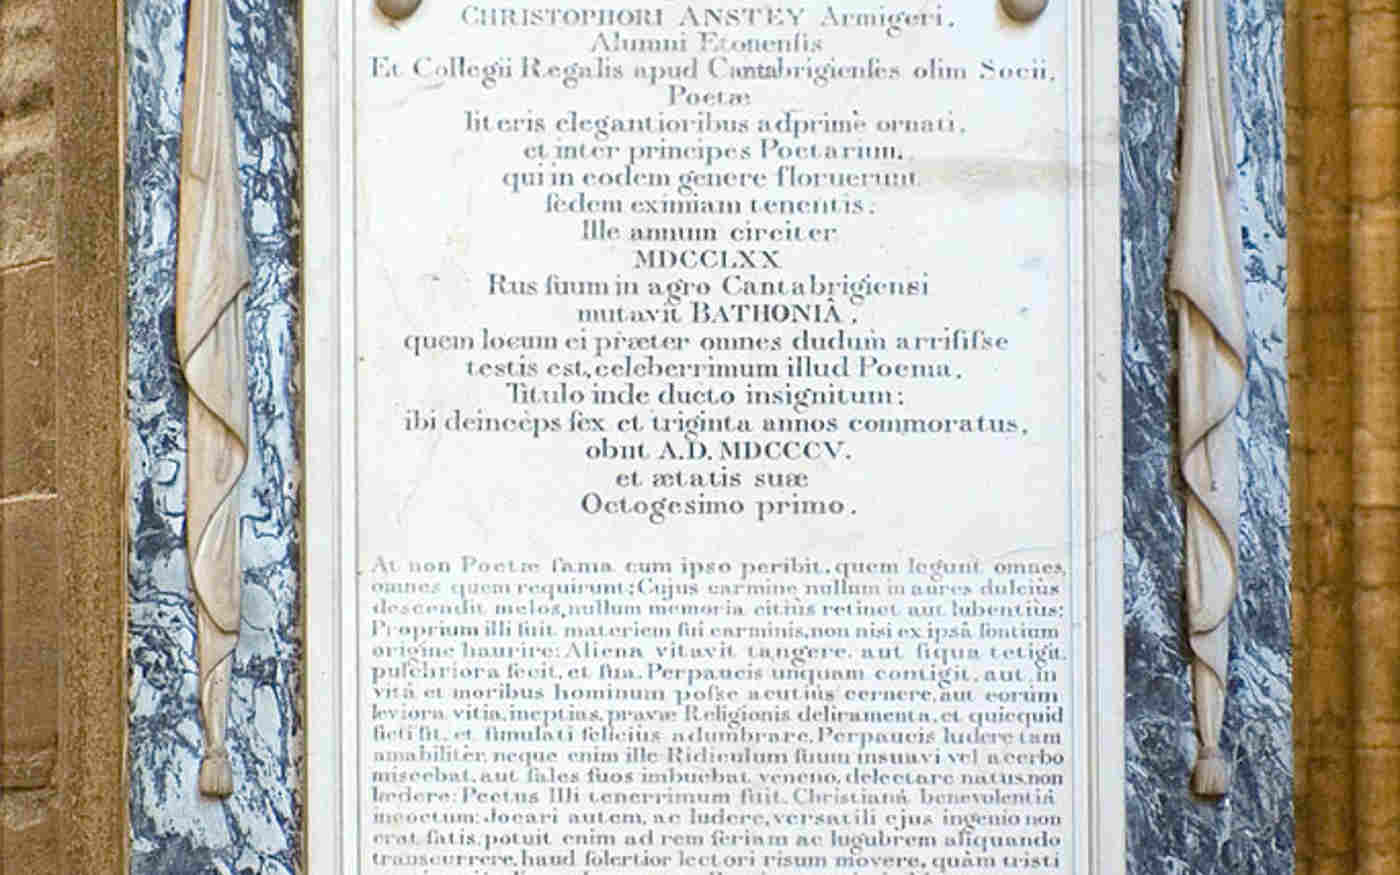 CHRISTOPHORI ANSTEY Armigeri.
Alumni Etonenſis
Et Collegii Regalis apud Cantabrigienſes olim Socii.
Poetæ
literis elegantioribus adprimè ornati,
et inter principes Poetarum,
qui in eodem genere floruerunt
ſedem eximiam tenentis.
Ille annum circiter
MDCCLXX
Rus ſuum in agro Cantabrigiensi
mutavit BATHONIÂ,
quem locum ei præter omnes dudum arriſiſse
testis est, celeberrimum illud Poema,
Titulo inde ducto insignitum:
ibi deinceps ſex et triginta annos commoratus,
obiit A.D. MDCCCV.
et ætatis suæ
Octogesimo primo.
At non Poetæ fama cum ipso peribit, quem legunt omnes,
omnes quem requirunt; Cujus carmine nullum in aures dulcius
descendit melos, nullum memoria citius retinet aut lubentius:
Proprium illi fuit materiem ſui carminis, non nisi ex ipsâ fontium
origine haurire; Aliena vitavit tangere, aut ſiqua tetigit,
pulchriora fecit, et ſua. Perpaucis unquam contigit, aut in
vitâ et moribus hominum poſse acutius cernere, aut eorum
leviora vitia, ineptias, pravæ Religionis deliramenta, et quicquid
ficti ſit, et ſimulati felicius adumbrare. Perpaucis ludere tam
amabiliter, neque enim ille Ridiculum ſuum insuavi vel acerbo
miscebat, aut ſales ſuos imbuebat veneno, delectare natus, non
lædere: Pectus Illi tenerrimum fuit, Christianâ benevolentiâ
incoctum: Jocari autem, ac ludere, versatili ejus ingenio non
erat ſatis, potuit enim ad rem ſeriam ac lugubrem aliquando
transcurrere, haud ſolertior lectori risum movere, quàm tristi